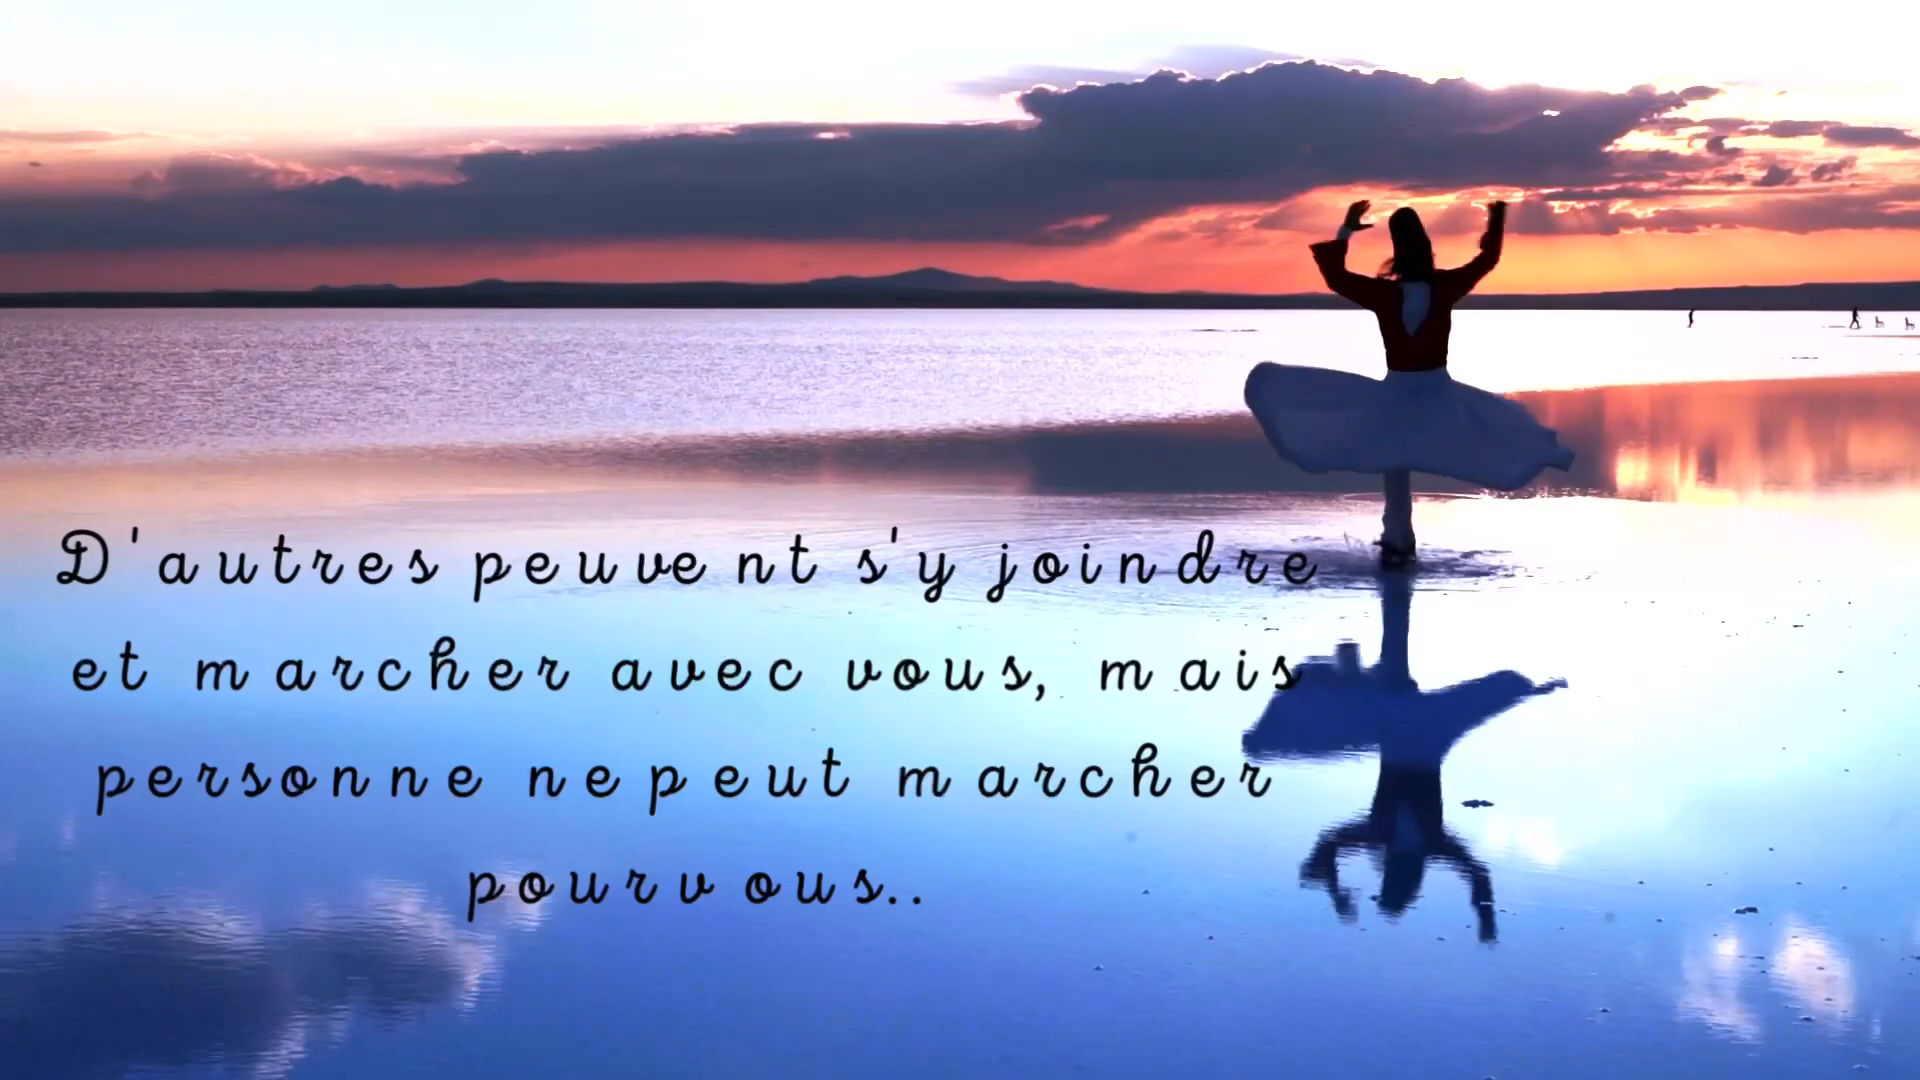 D'autres peuvent s'y joindre
et marcher avec vous, mais
personne ne peut marcher
pour vous..